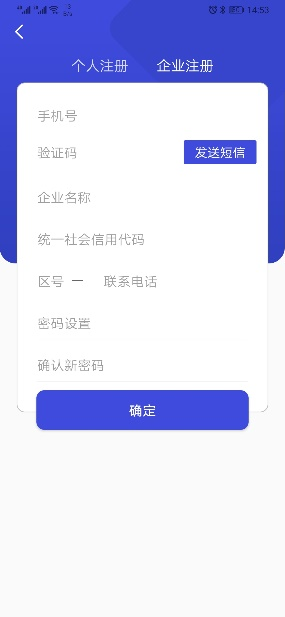 14:53
个人注册 企业注册
手机号
验证码 发送短信
企业名称
统一社会信用代码
区号 — 联系电话
密码设置
确认新密码
确定